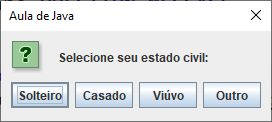 Aula de Java
Selecione seu estado civil:
Solteiro Casado Viúvo Outro